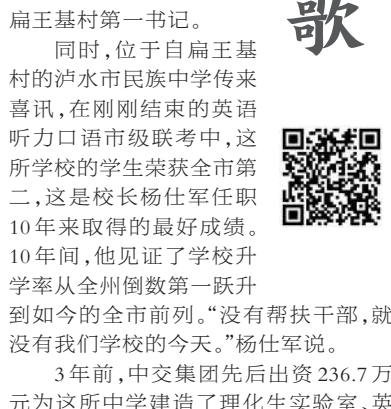 扁王基村第一书记。
歌
同时,位于自扁王基
村的泸水市民族中学传来
喜讯,在刚刚结束的英语
听力口语市级联考中,这
所学校的学生荣获全市第
二,这是校长杨仕军任职
10年来取得的最好成绩。
10年间,他见证了学校升
学率从全州倒数第一跃升
到如今的全市前列。“没有帮扶干部,就
没有我们学校的今天。”杨仕军说。
3年前,中交集团先后出资236.7万
元为这所中学建造了理化生实验室、英